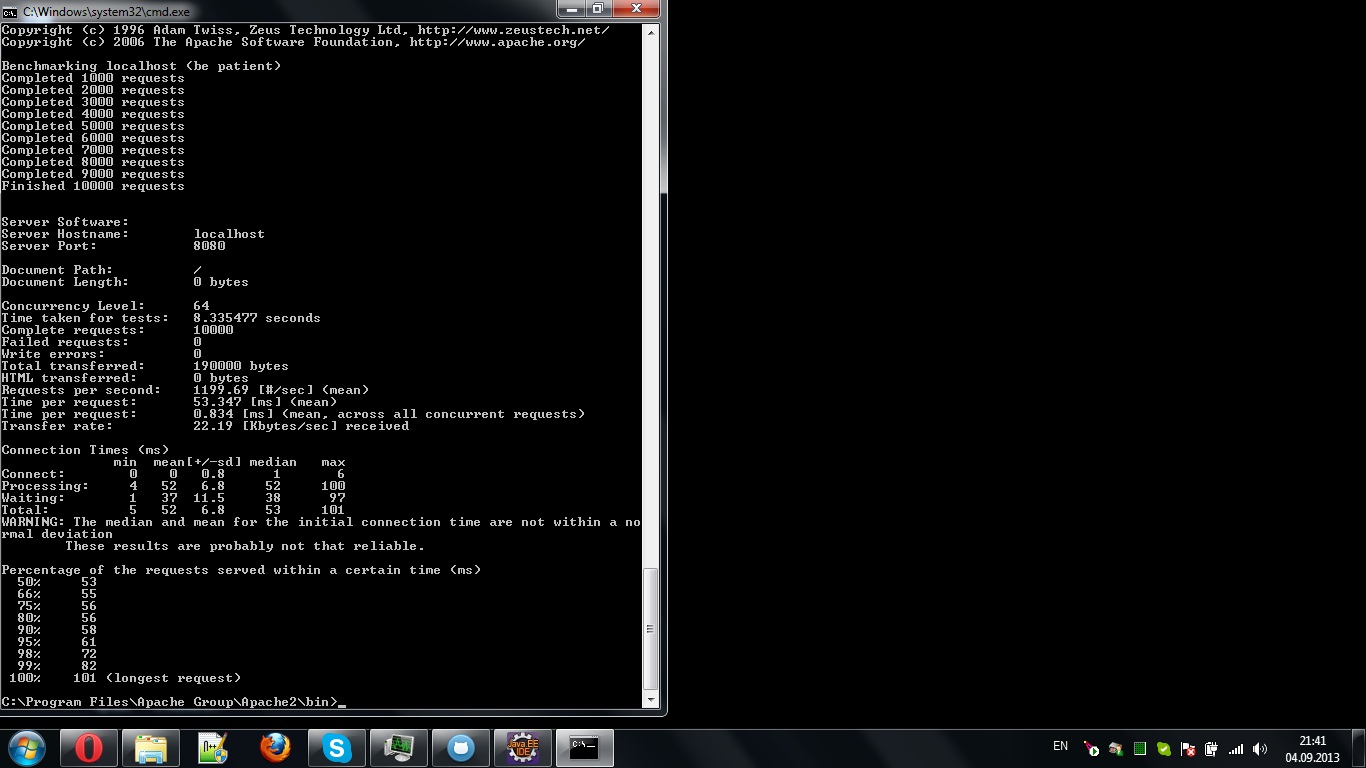 C:\Windows\system32\cmd.exe
Copyright (c) 1996 Adam Twiss, Zeus Technology Ltd, http://www.zeustech.net/
Copyright (c) 2006 The Apache Software Foundation, http://www.apache.org/
Benchmarking localhost (be patient)
Completed 1000 requests
Completed 2000 requests
Completed 3000 requests
Completed 4000 requests
Completed 5000 requests
Completed 6000 requests
Completed 7000 requests
Completed 8000 requests
Completed 9000 requests
Finished 10000 requests
Server Software:
Server Hostname: localhost
Server Port: 8080
Document Path: /
Document Length: 0 bytes
Concurrency Level: 64
Time taken for tests: 8.335477 seconds
Complete requests: 10000
Failed requests: 0
Write errors: 0
Total transferred: 190000 bytes
HTML transferred: 0 bytes
Requests per second: 1199.69 [#/sec] (mean)
Time per request: 53.347 [ms] (mean)
Time per request: 0.834 [ms] (mean, across all concurrent requests)
Transfer rate: 22.19 [Kbytes/sec] received
Connection Times (ms)
min mean[+/-sd] median max
Connect: 0 0 0.8 1 6
Processing: 4 52 6.8 52 100
Waiting: 1 37 11.5 38 97
Total: 5 52 6.8 53 101
WARNING: The median and mean for the initial connection time are not within a no
rmal deviation
These results are probably not that reliable.
Percentage of the requests served within a certain time (ms)
50% 53
66% 55
75% 56
80% 56
90% 58
95% 61
98% 72
99% 82
100% 101 (longest request)
C:\Program Files\Apache Group\Apache2\bin>_
Java EE
IDE
C:\_
EN
21:41
04.09.2013